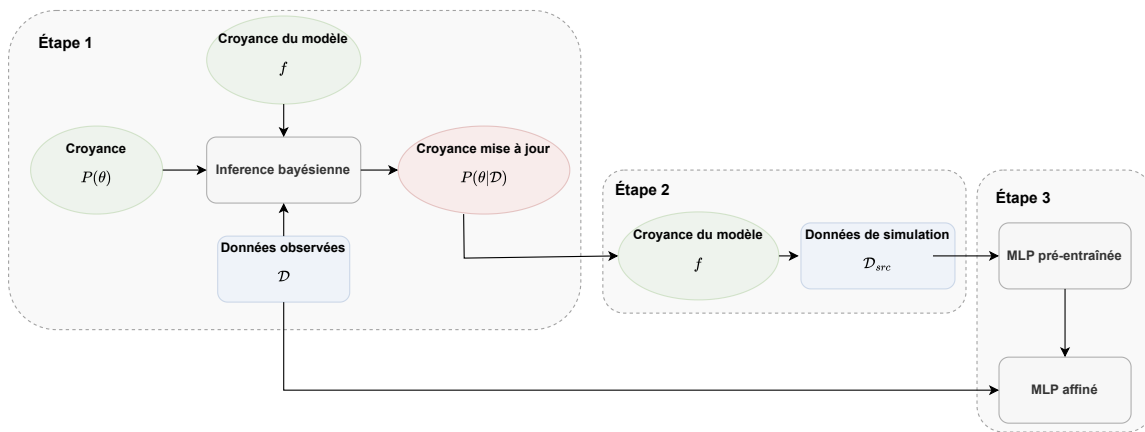 Étape 1
Croyance du modèle
f
Croyance
P(θ)
Inference bayésienne
Croyance mise à jour
P(θ|𝒟)
Données observées
𝒟
Étape 2
Croyance du modèle
f
Données de simulation
𝒟src
Étape 3
MLP pré-entraînée
MLP affiné